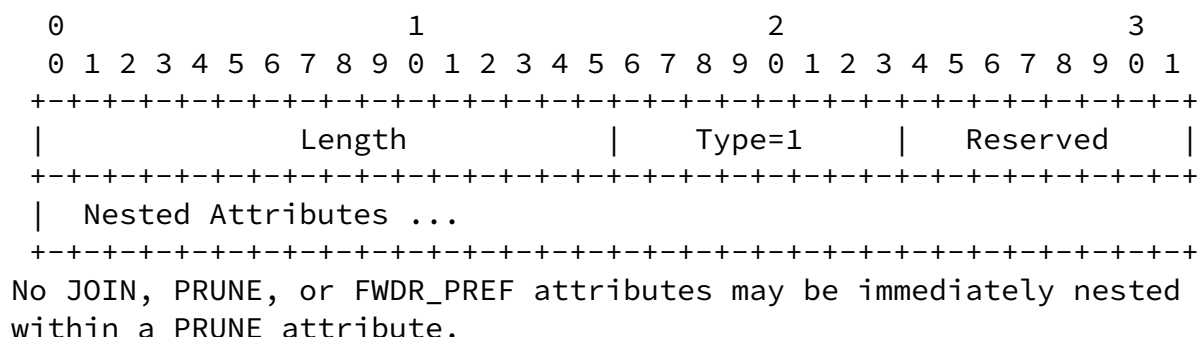 0                   1                   2                   3
 0 1 2 3 4 5 6 7 8 9 0 1 2 3 4 5 6 7 8 9 0 1 2 3 4 5 6 7 8 9 0 1
+-+-+-+-+-+-+-+-+-+-+-+-+-+-+-+-+-+-+-+-+-+-+-+-+-+-+-+-+-+-+-+-+
|              Length           |    Type=1     |   Reserved    |
+-+-+-+-+-+-+-+-+-+-+-+-+-+-+-+-+-+-+-+-+-+-+-+-+-+-+-+-+-+-+-+-+
|  Nested Attributes ...
+-+-+-+-+-+-+-+-+-+-+-+-+-+-+-+-+-+-+-+-+-+-+-+-+-+-+-+-+-+-+-+-+
No JOIN, PRUNE, or FWDR_PREF attributes may be immediately nested
within a PRUNE attribute.